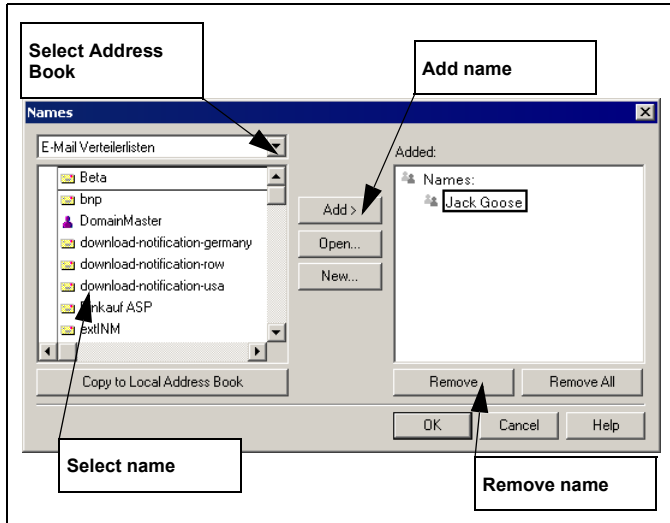 Select Address
Book
Add name
Names
E-Mail Verteilerlisten
Added:
Beta
bnp
DomainMaster
download-notification-germany
download-notification-row
download-notification-usa
Einkauf ASP
extINM
Add >
Open...
New...
Names:
Jack Goose
Copy to Local Address Book
Remove
Remove All
OK
Cancel
Help
Select name
Remove name